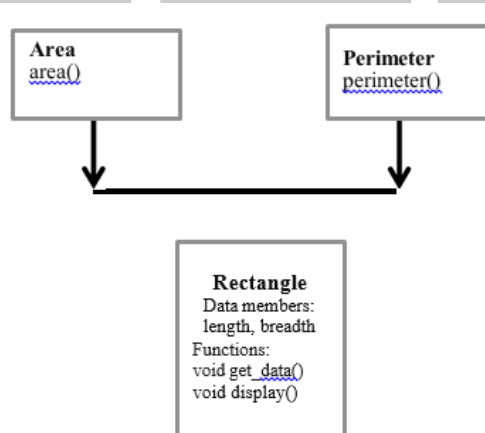 Area
area()
Perimeter
perimeter()
Rectangle
Data members:
length, breadth
Functions:
void get_data()
void display()